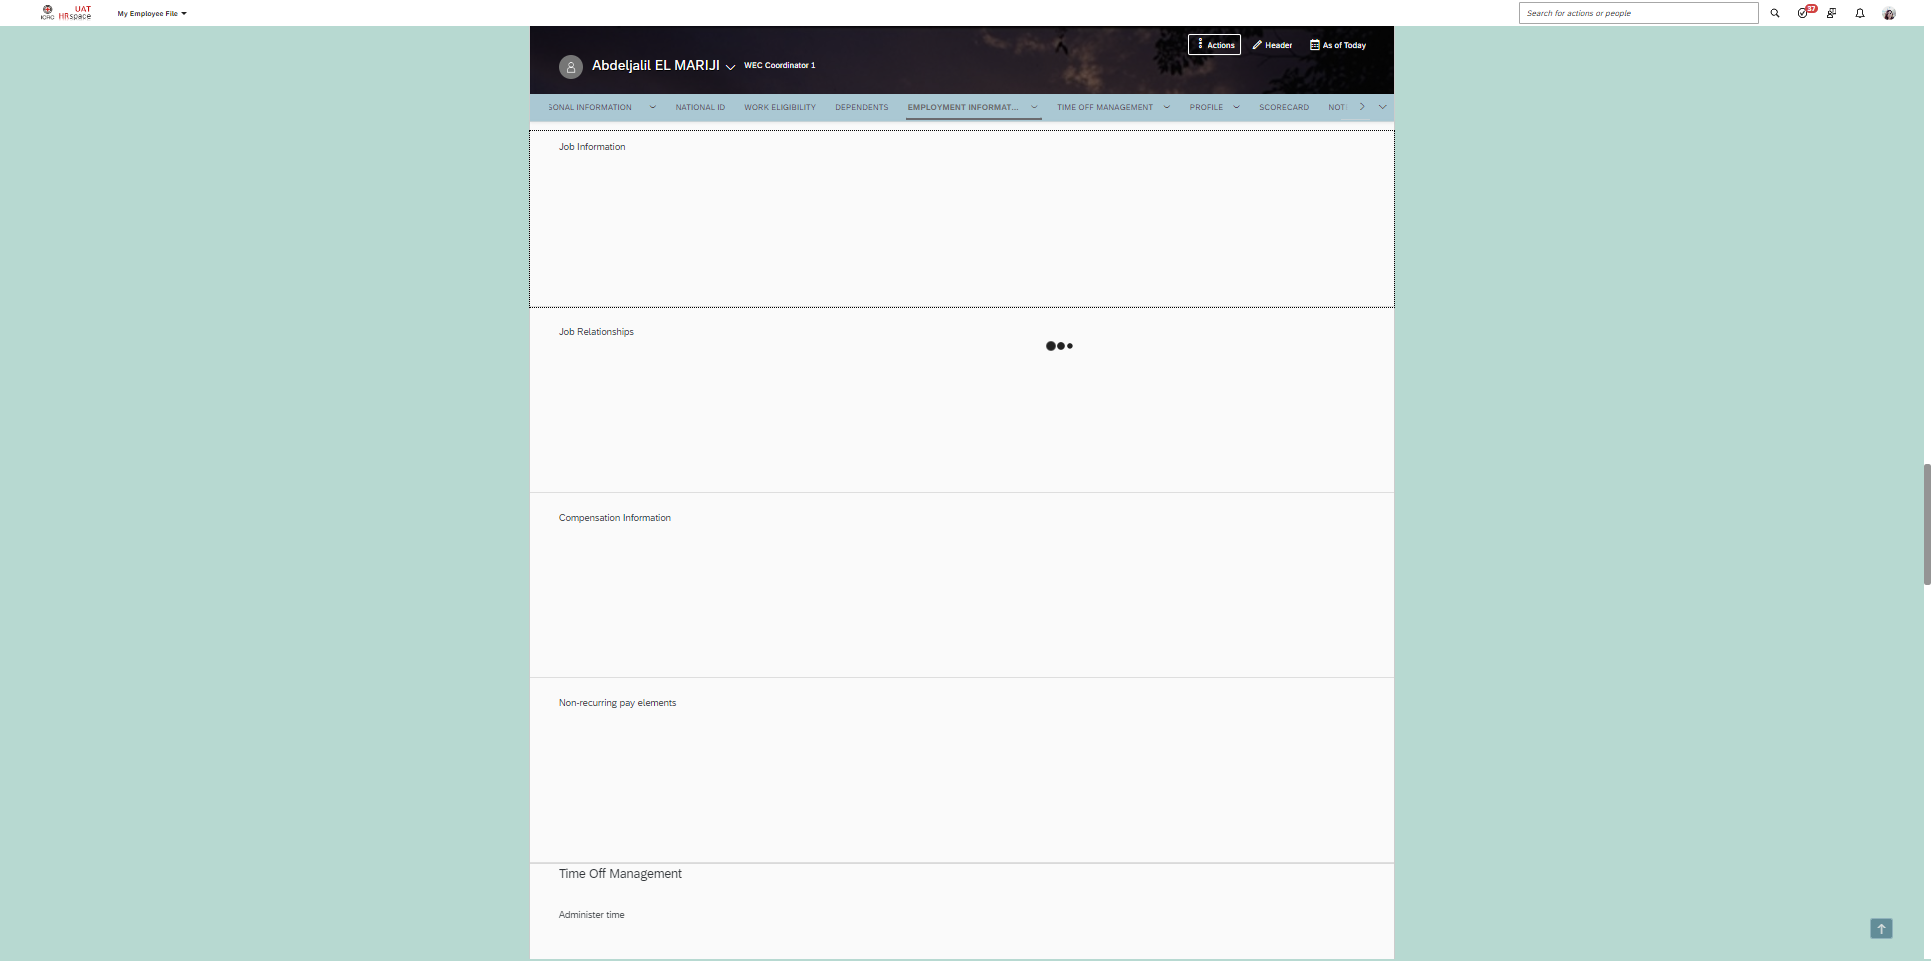 ICRC
UAT
HRspace
My Employee File
Search for actions or people
37
Actions
Header
As of Today
Abdeljalil EL MARIJI
WEC Coordinator 1
SONAL INFORMATION
NATIONAL ID
WORK ELIGIBILITY
DEPENDENTS
EMPLOYMENT INFORMAT...
TIME OFF MANAGEMENT
PROFILE
SCORECARD
NOT
Job Information
Job Relationships
Compensation Information
Non-recurring pay elements
Time Off Management
Administer time